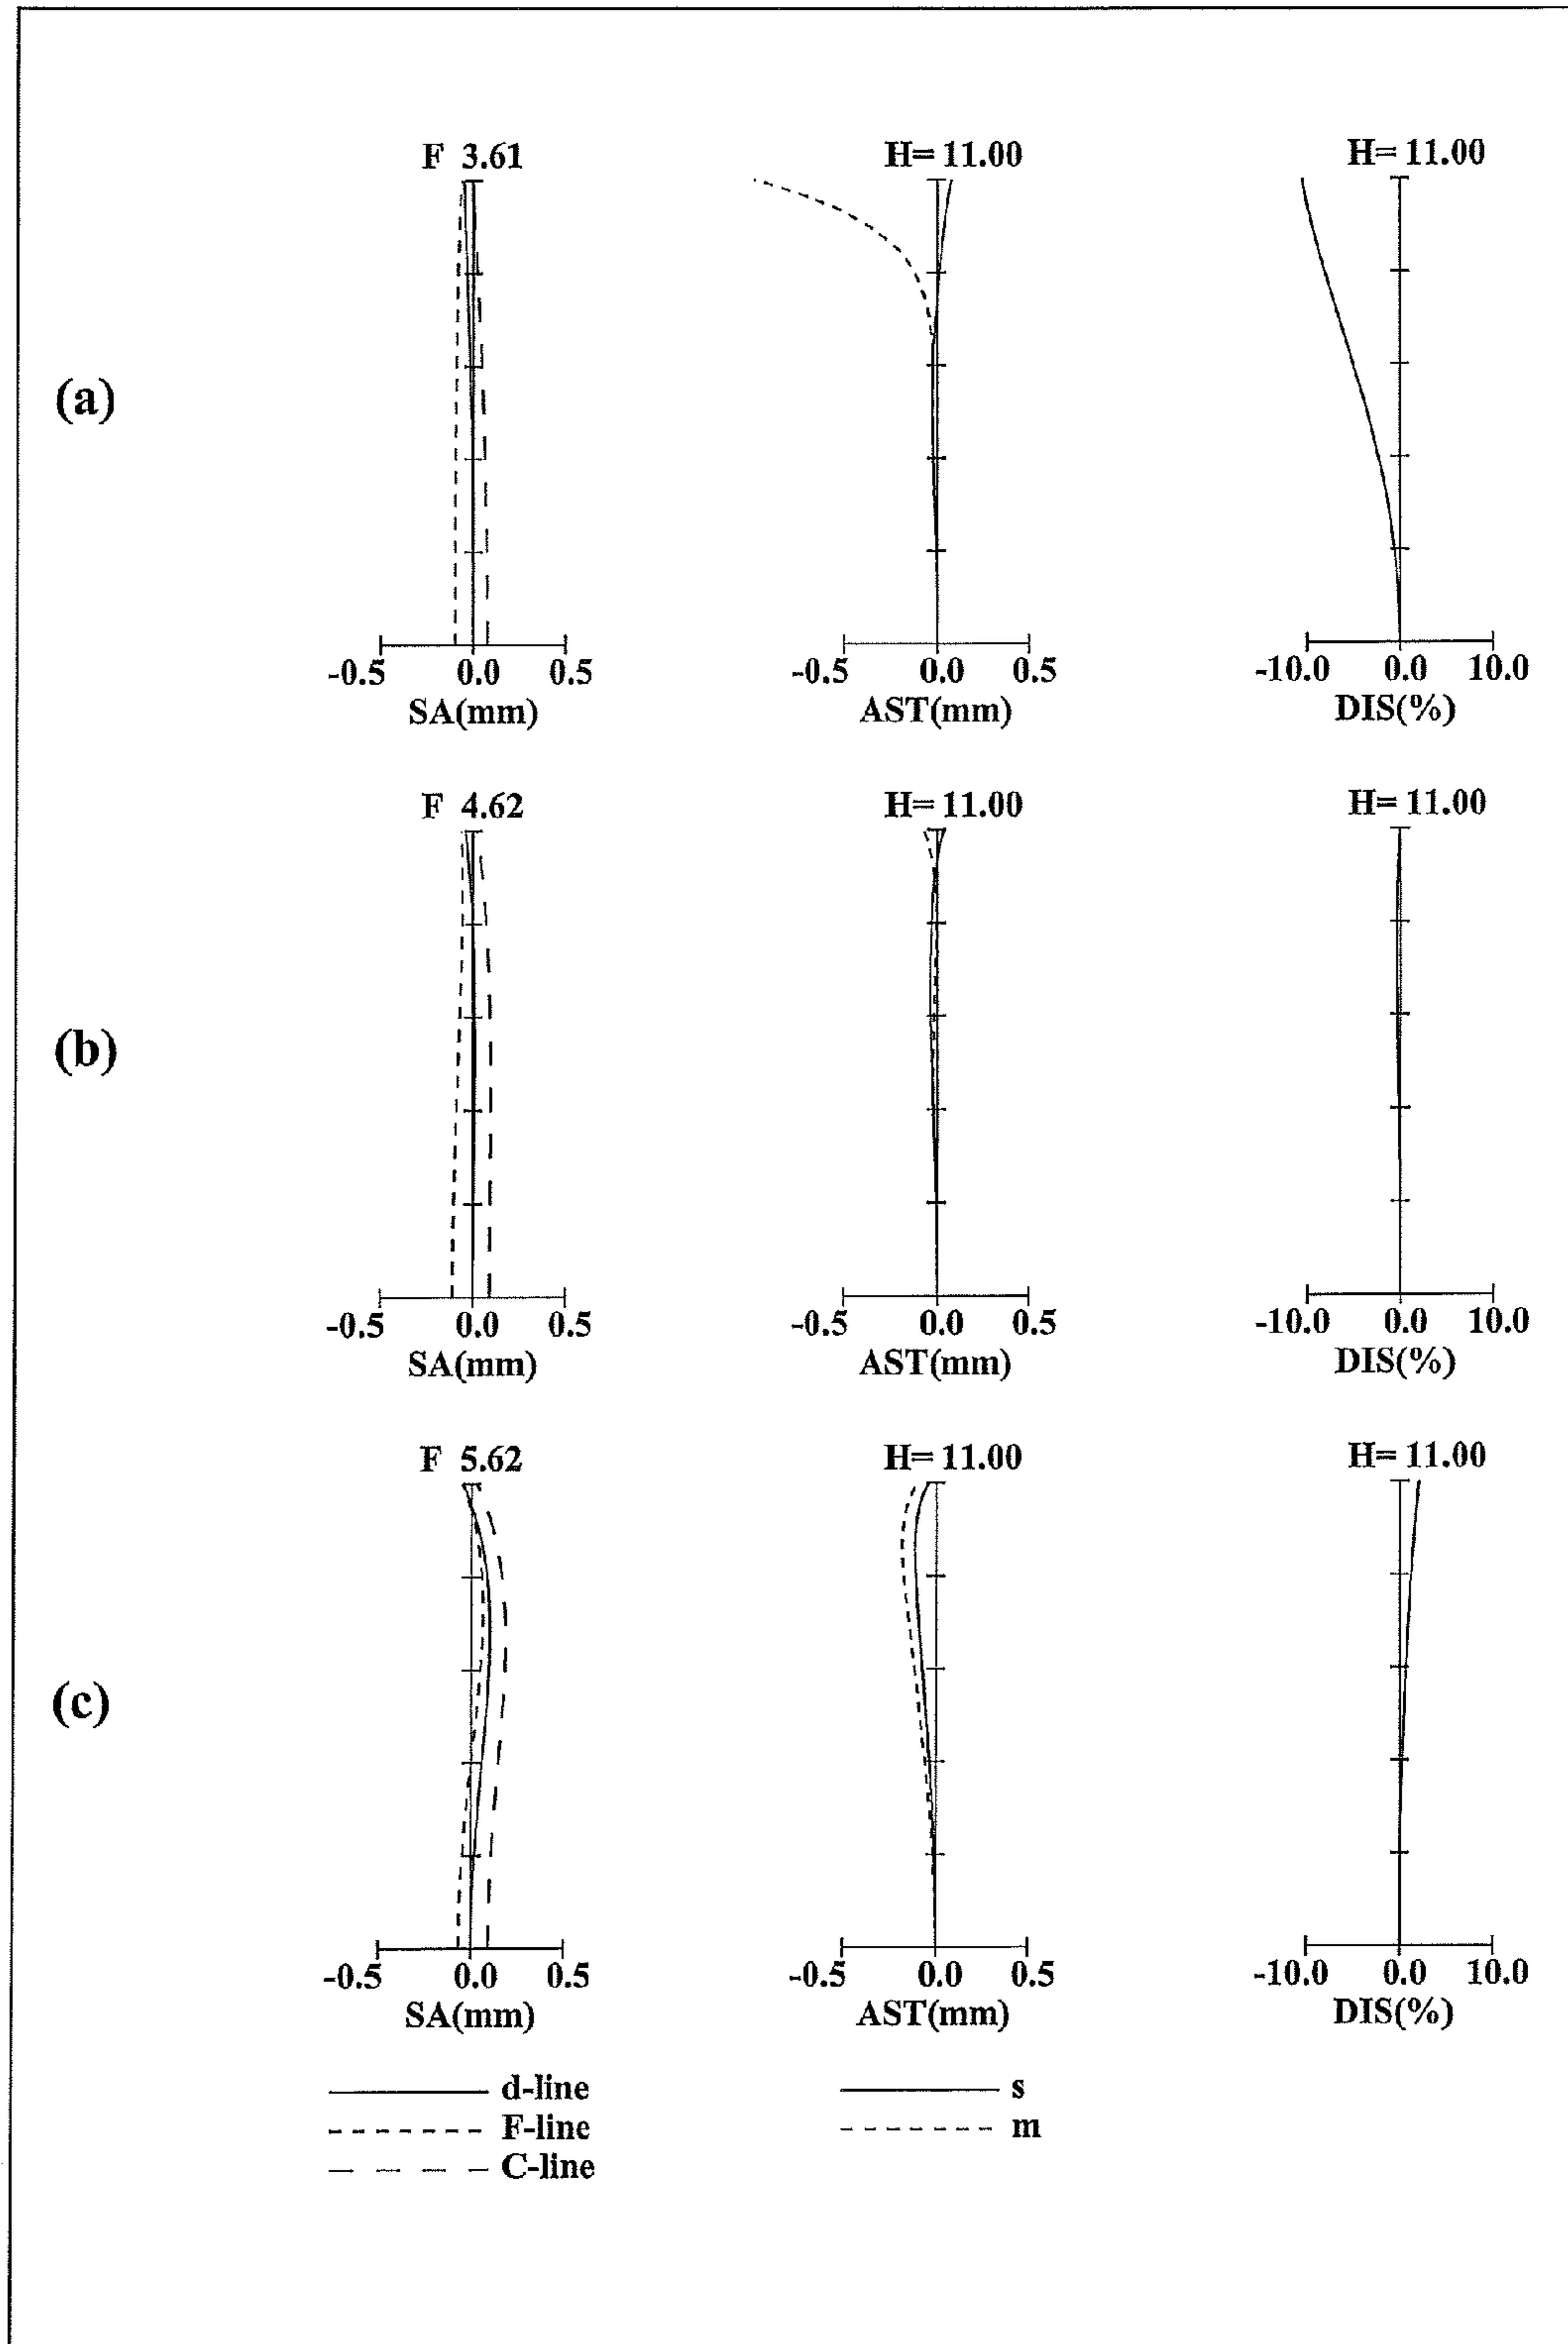 F 3.61 H= 11.00 H= 11.00
(a)
-0.5 0.0 0.5 -0.5 0.0 0.5 -10.0 0.0 10.0
SA(mm) AST(mm) DIS(%)
F 4.62 H= 11.00 H= 11.00
(b)
-0.5 0.0 0.5 -0.5 0.0 0.5 -10.0 0.0 10.0
SA(mm) AST(mm) DIS(%)
F 5.62 H= 11.00 H= 11.00
(c)
-0.5 0.0 0.5 -0.5 0.0 0.5 -10.0 0.0 10.0
SA(mm) AST(mm) DIS(%)
d-line s
F-line m
C-line